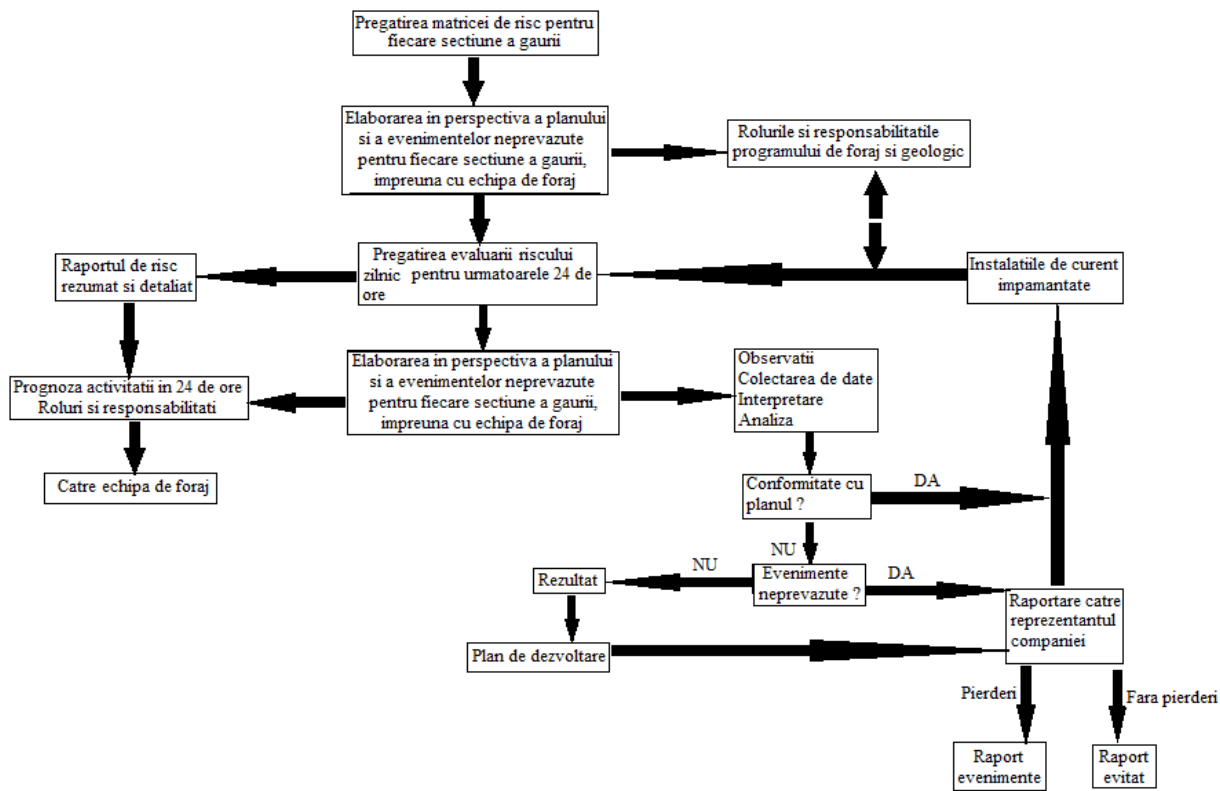 Pregatirea matricei de risc pentru
fiecare sectiune a gaurii
Elaborarea in perspectiva a planului
si a evenimentelor neprevazute
pentru fiecare sectiune a gaurii,
impreuna cu echipa de foraj
Rolurile si responsabilitatile
programului de foraj si geologic
Pregatirea evaluarii riscului
zilnic pentru urmatoarele 24 de
ore
Raportul de risc
rezumat si detaliat
Instalatiile de curent
impamantate
Elaborarea in perspectiva a planului
si a evenimentelor neprevazute
pentru fiecare sectiune a gaurii,
impreuna cu echipa de foraj
Prognoza activitatii in 24 de ore
Roluri si responsabilitati
Observatii
Colectarea de date
Interpretare
Analiza
Catre echipa de foraj
Conformitate cu
planul ?
DA
NU
Evenimente
neprevazute ?
NU
DA
Rezultat
Plan de dezvoltare
Raportare catre
reprezentantul
companiei
Pierderi
Fara pierderi
Raport
evenimente
Raport
evitat